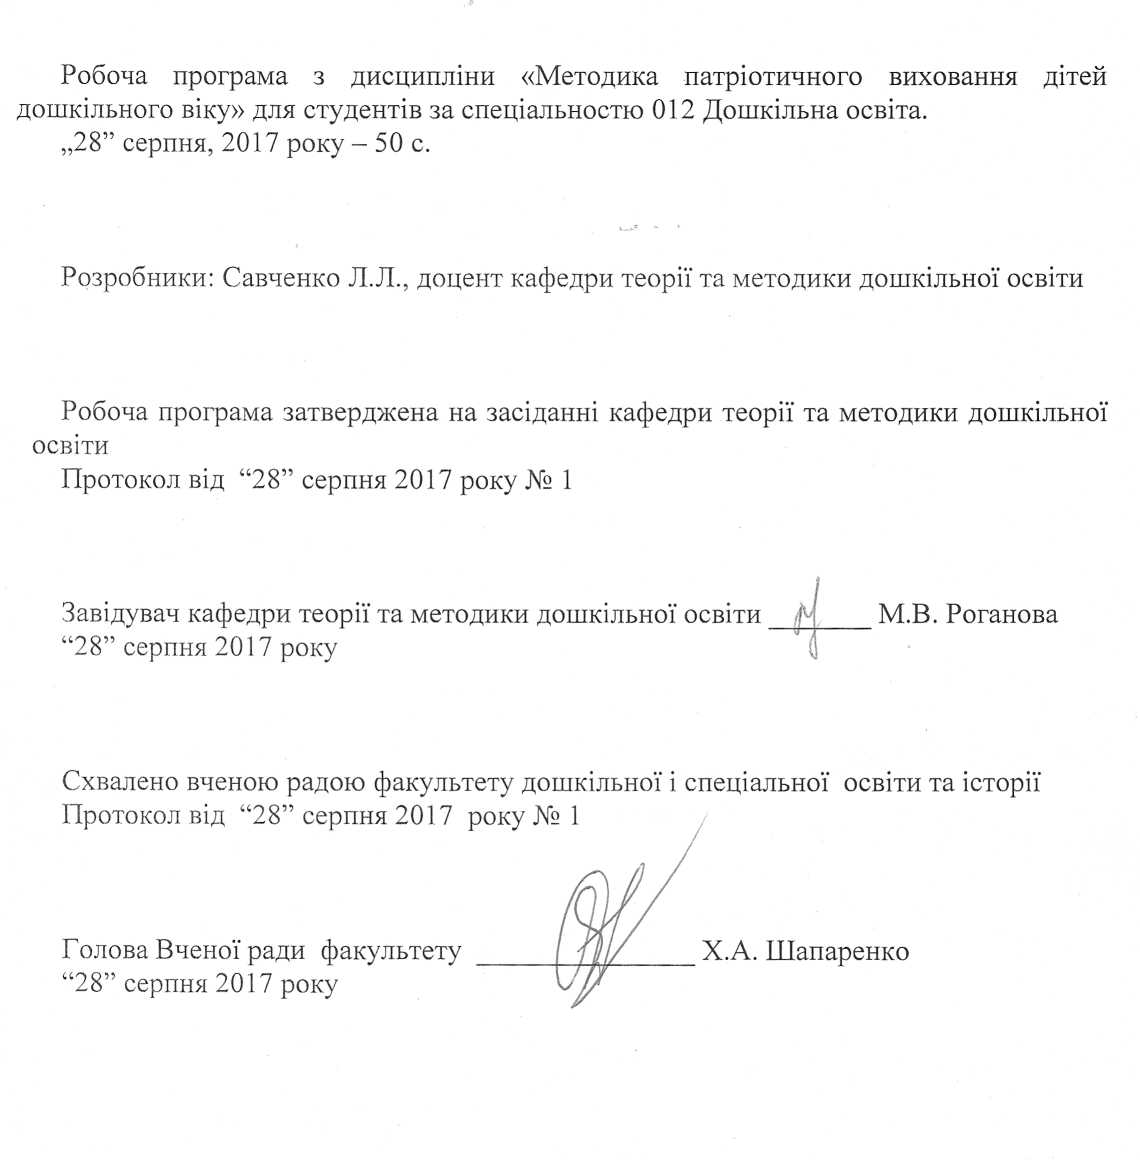 Робоча програма з дисципліни «Методика патріотичного виховання дітей
дошкільного віку» для студентів за спеціальностю 012 Дошкільна освіта.
„28” серпня, 2017 року – 50 с.
Розробники: Савченко Л.Л., доцент кафедри теорії та методики дошкільної освіти
Робоча програма затверджена на засіданні кафедри теорії та методики дошкільної
освіти
Протокол від “28” серпня 2017 року № 1
Завідувач кафедри теорії та методики дошкільної освіти ________ М.В. Роганова
“28” серпня 2017 року
Схвалено вченою радою факультету дошкільної і спеціальної освіти та історії
Протокол від “28” серпня 2017 року № 1
Голова Вченої ради факультету ________________ Х.А. Шапаренко
“28” серпня 2017 року